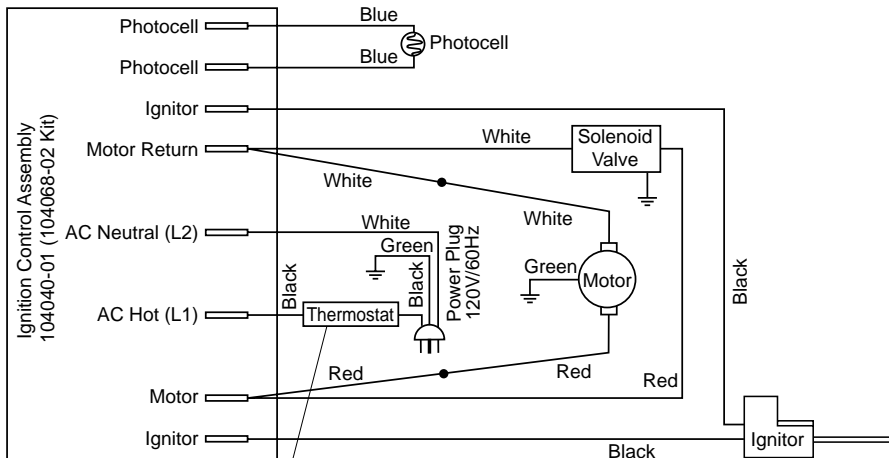 Ignition Control Assembly
104040-01 (104068-02 Kit)
Photocell
Blue
Photocell
Photocell
Blue
Ignitor
Motor Return
White
Solenoid
Valve
White
White
AC Neutral (L2)
White
Green
Power Plug
120V/60Hz
Green
Motor
Black
Black
Black
AC Hot (L1)
Thermostat
Red
Red
Red
Motor
Ignitor
Black
Ignitor